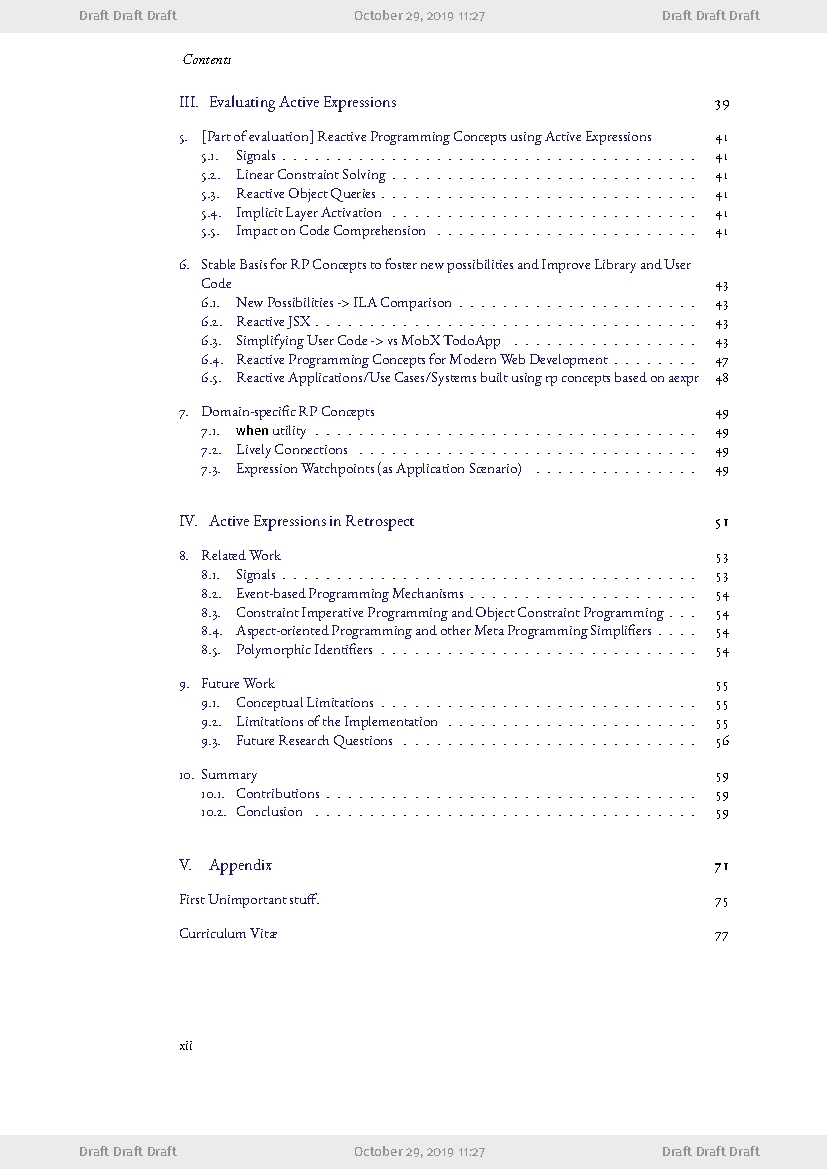 Draft Draft Draft October 29, 2019 11:27 Draft Draft Draft
Contents
III. Evaluating Active Expressions 39
5. [Part of evaluation] Reactive Programming Concepts using Active Expressions 41
5.1. Signals . . . . . . . . . . . . . . . . . . . . . . . . . . . . . . . . . . . . . . 41
5.2. Linear Constraint Solving . . . . . . . . . . . . . . . . . . . . . . . . . . . . 41
5.3. Reactive Object Queries . . . . . . . . . . . . . . . . . . . . . . . . . . . . . 41
5.4. Implicit Layer Activation . . . . . . . . . . . . . . . . . . . . . . . . . . . . 41
5.5. Impact on Code Comprehension . . . . . . . . . . . . . . . . . . . . . . . . 41
6. Stable Basis for RP Concepts to foster new possibilities and Improve Library and User
Code 43
6.1. New Possibilities -> ILA Comparison . . . . . . . . . . . . . . . . . . . . . . 43
6.2. Reactive JSX . . . . . . . . . . . . . . . . . . . . . . . . . . . . . . . . . . . 43
6.3. Simplifying User Code -> vs MobX TodoApp . . . . . . . . . . . . . . . . . 43
6.4. Reactive Programming Concepts for Modern Web Development . . . . . . . . 47
6.5. Reactive Applications/Use Cases/Systems built using rp concepts based on aexpr 48
7. Domain-specific RP Concepts 49
7.1. when utility . . . . . . . . . . . . . . . . . . . . . . . . . . . . . . . . . . . 49
7.2. Lively Connections . . . . . . . . . . . . . . . . . . . . . . . . . . . . . . . 49
7.3. Expression Watchpoints (as Application Scenario) . . . . . . . . . . . . . . . 49
IV. Active Expressions in Retrospect 51
8. Related Work 53
8.1. Signals . . . . . . . . . . . . . . . . . . . . . . . . . . . . . . . . . . . . . . 53
8.2. Event-based Programming Mechanisms . . . . . . . . . . . . . . . . . . . . . 54
8.3. Constraint Imperative Programming and Object Constraint Programming . . . 54
8.4. Aspect-oriented Programming and other Meta Programming Simplifiers . . . . 54
8.5. Polymorphic Identifiers . . . . . . . . . . . . . . . . . . . . . . . . . . . . . 54
9. Future Work 55
9.1. Conceptual Limitations . . . . . . . . . . . . . . . . . . . . . . . . . . . . . 55
9.2. Limitations of the Implementation . . . . . . . . . . . . . . . . . . . . . . . 55
9.3. Future Research Questions . . . . . . . . . . . . . . . . . . . . . . . . . . . 56
10. Summary 59
10.1. Contributions . . . . . . . . . . . . . . . . . . . . . . . . . . . . . . . . . . 59
10.2. Conclusion . . . . . . . . . . . . . . . . . . . . . . . . . . . . . . . . . . . 59
V. Appendix 71
First Unimportant stuff. 75
Curriculum Vitæ 77
xii
Draft Draft Draft October 29, 2019 11:27 Draft Draft Draft